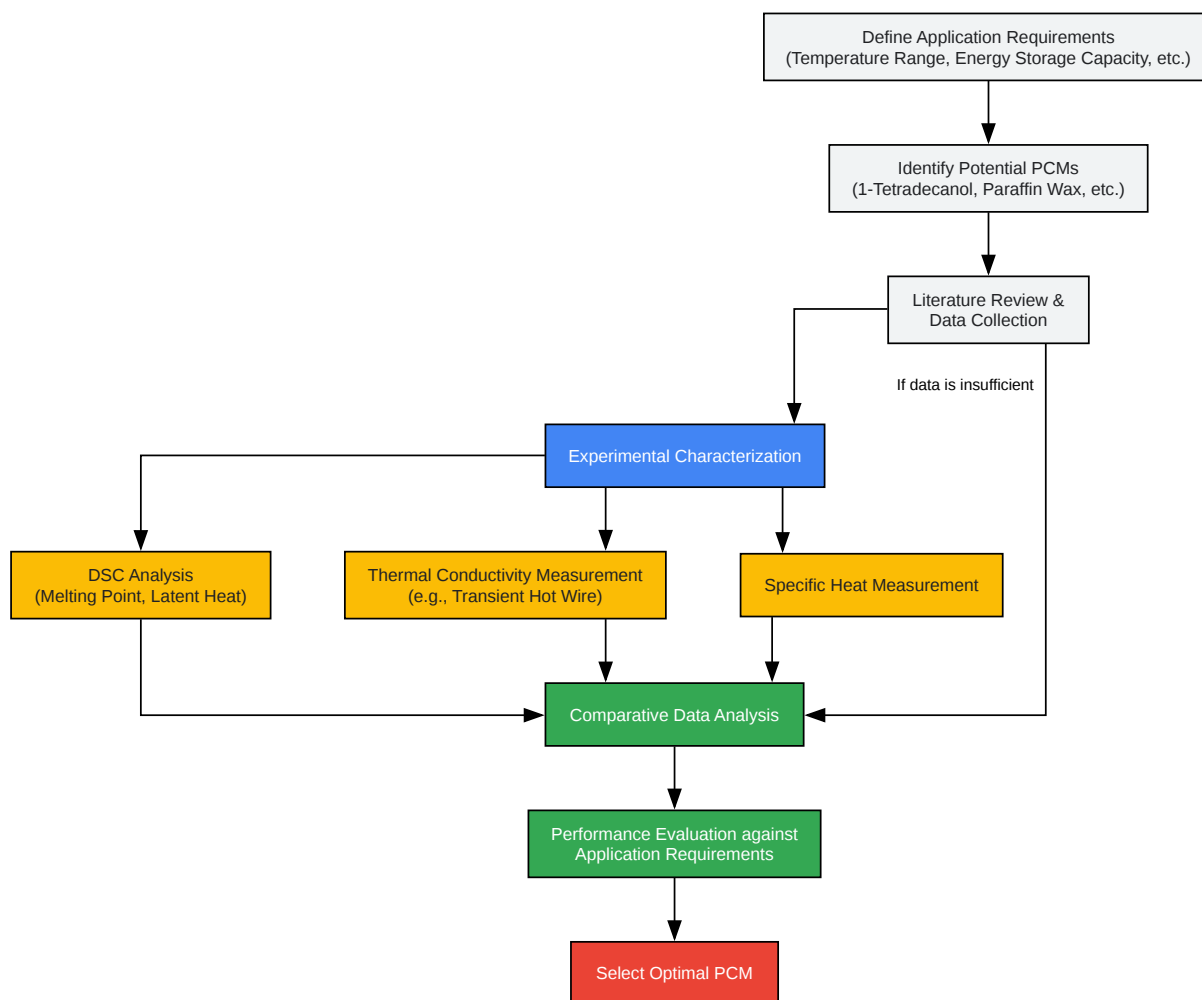 Define Application Requirements
(Temperature Range, Energy Storage Capacity, etc.)
Identify Potential PCMs
(1-Tetradecanol, Paraffin Wax, etc.)
Literature Review &
Data Collection
If data is insufficient
Experimental Characterization
DSC Analysis
(Melting Point, Latent Heat)
Thermal Conductivity Measurement
(e.g., Transient Hot Wire)
Specific Heat Measurement
Comparative Data Analysis
Performance Evaluation against
Application Requirements
Select Optimal PCM